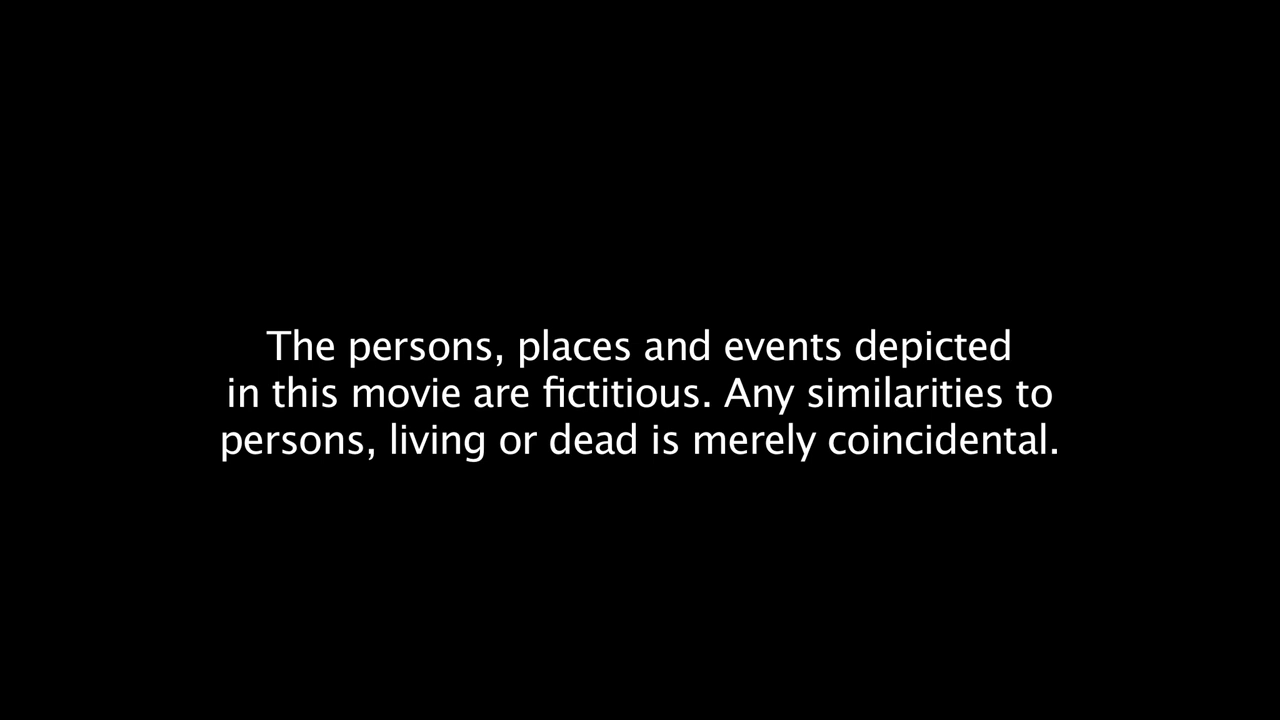 The persons, places and events depicted
in this movie are fictitious. Any similarities to
persons, living or dead is merely coincidental.